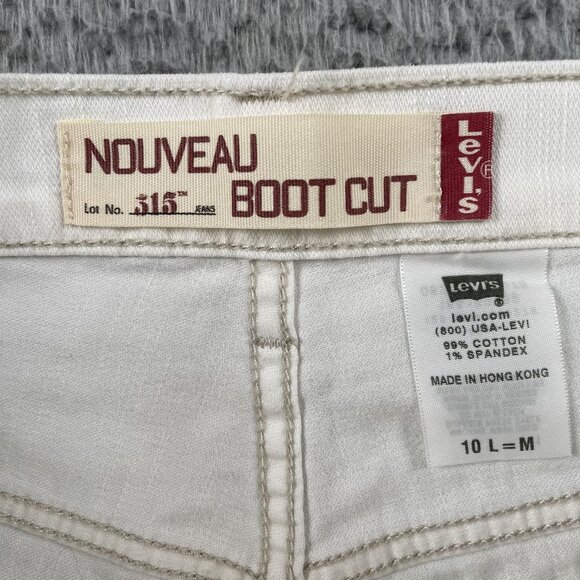 NOUVEAU
Lot No. 515™ JEANS BOOT CUT
Levi's ®
Levi's ®
levi.com
(800) USA-LEVI
99% COTTON
1% SPANDEX
MADE IN HONG KONG
10 L=M